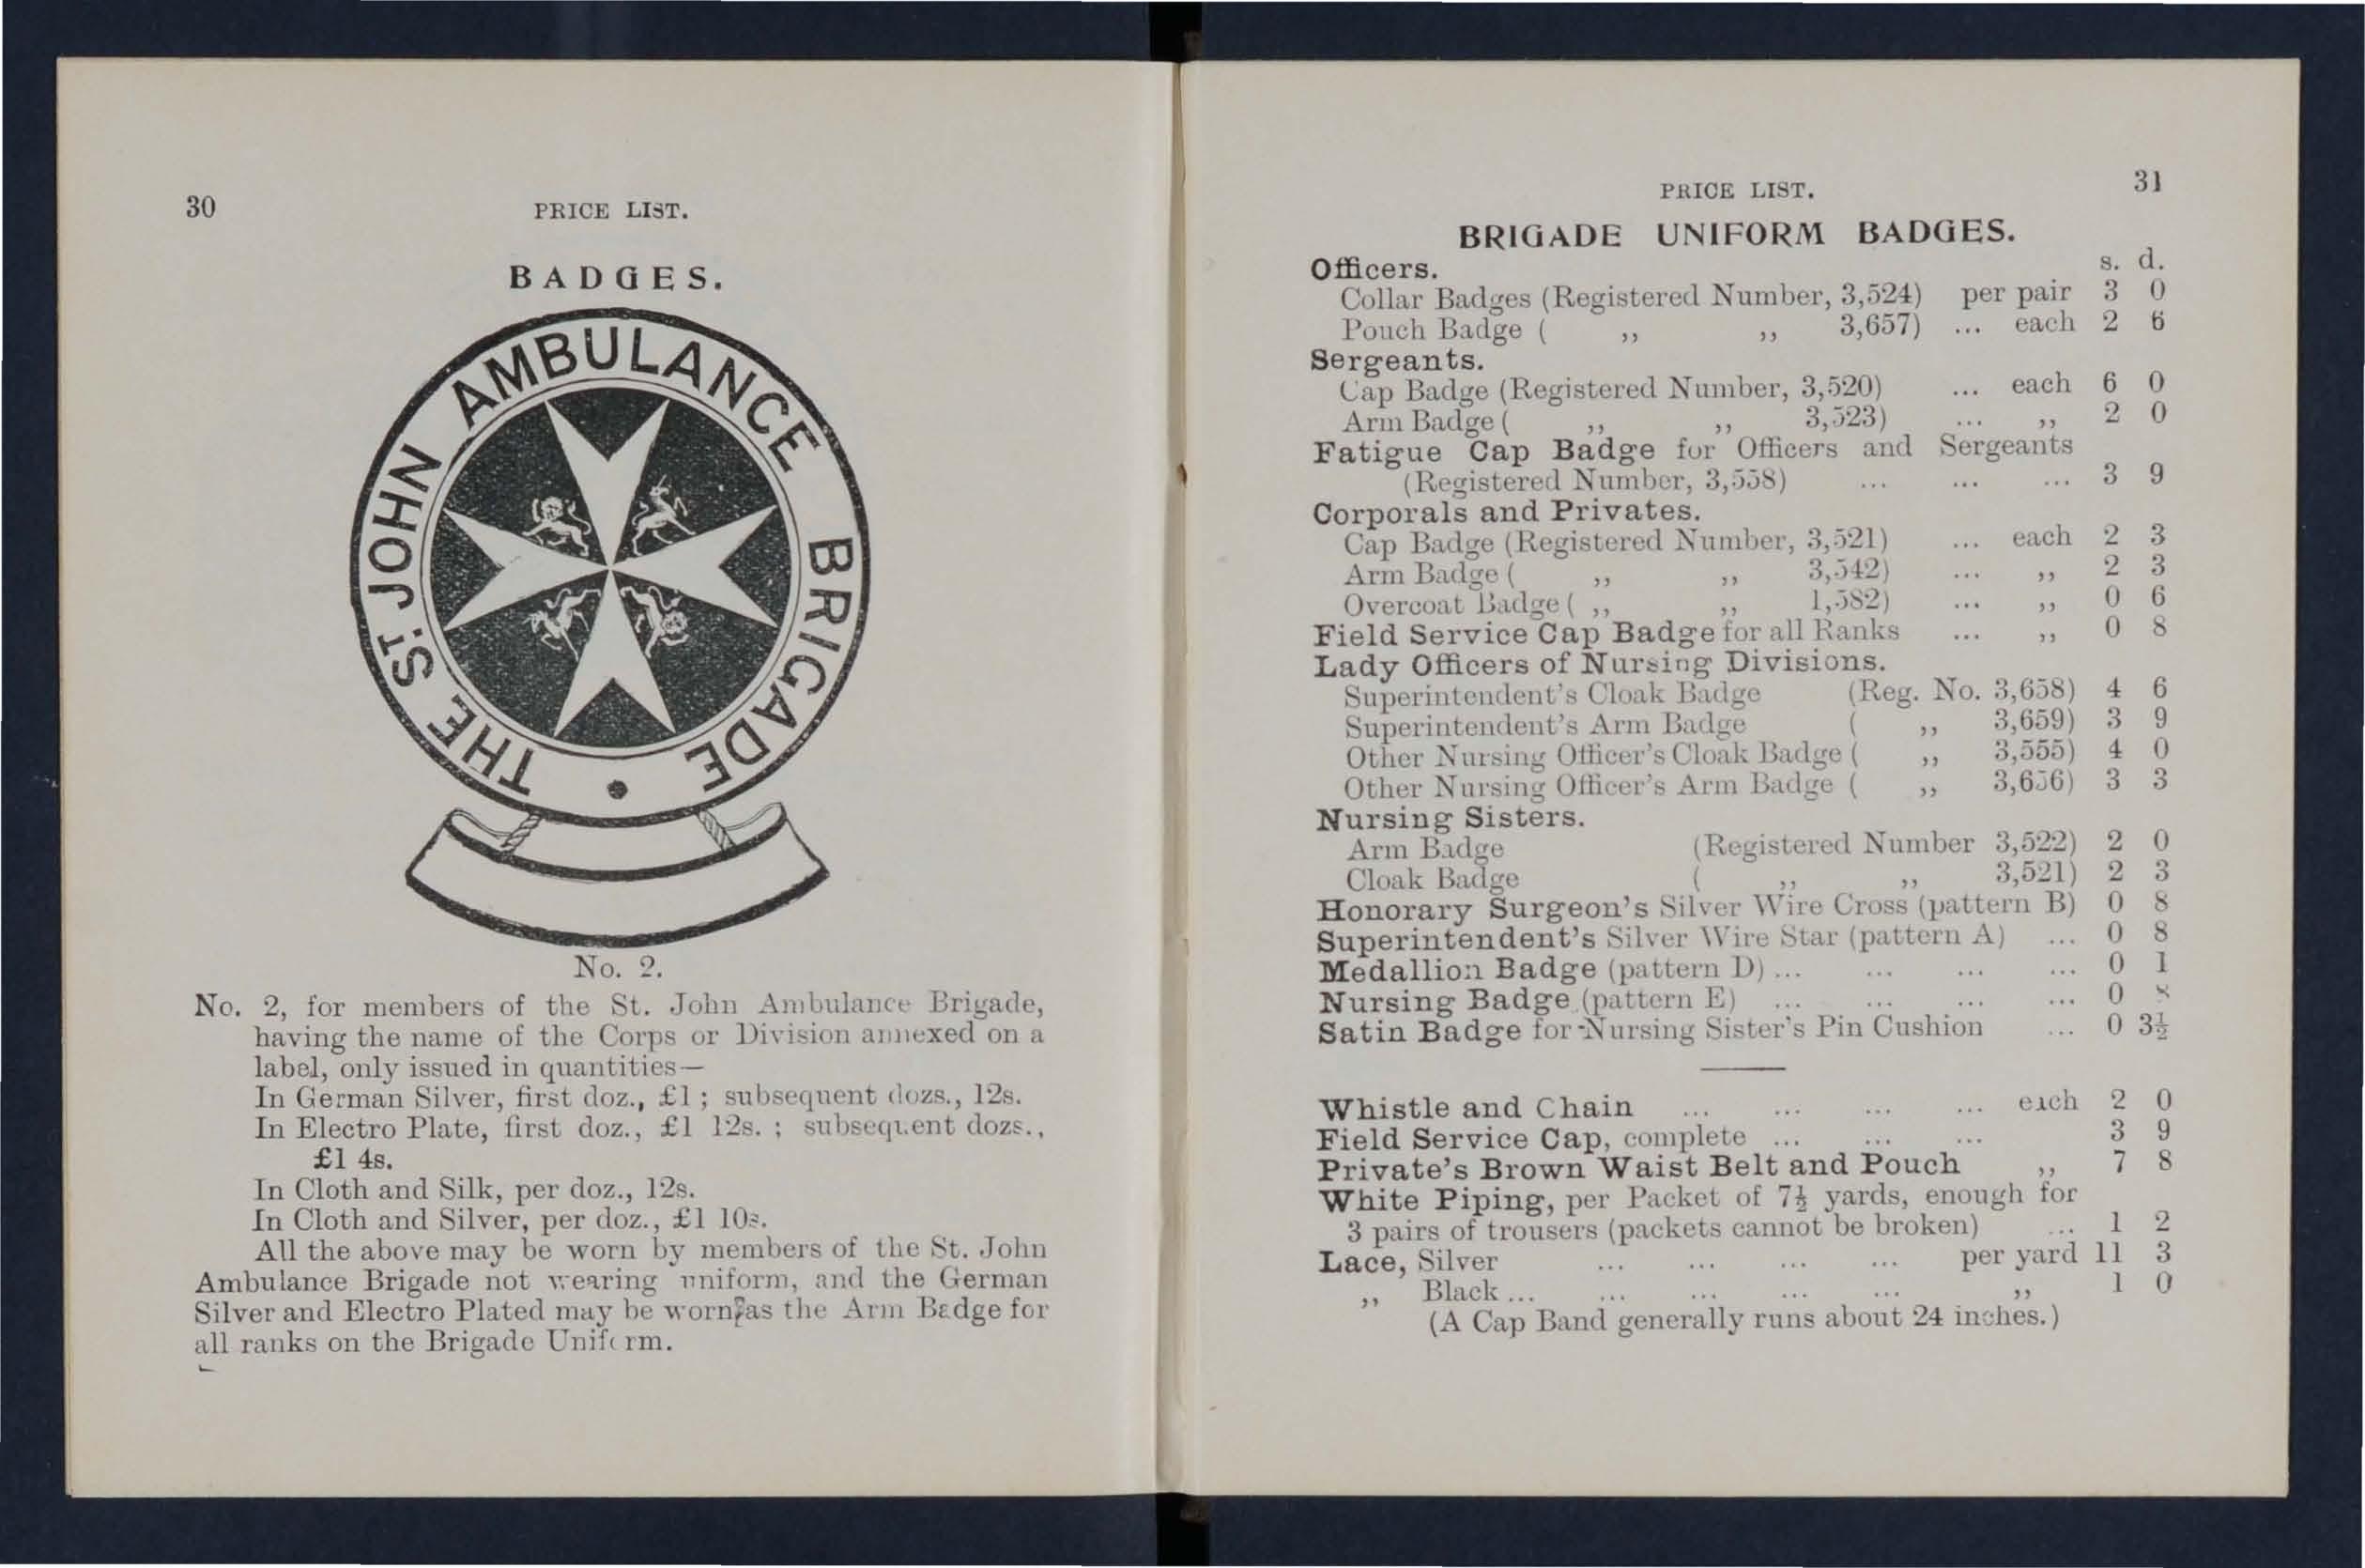 30
PRICE LIST.
BADGES.
THE ST. JOHN AMBULANCE BRIGADE
No. 2.
No. 2, for members of the St. John Ambulance Brigade,
having the name of the Corps or Division annexed on a
label, only issued in quantities—
In German Silver, first doz., £1; subsequent dozs., 12s.
In Electro Plate, first doz., £1 12s.; subsequent dozs.,
£1 4s.
In Cloth and Silk, per doz., 12s.
In Cloth and Silver, per doz., £1 10s.
All the above may be worn by members of the St. John
Ambulance Brigade not wearing uniform, and the German
Silver and Electro Plated may be worn as the Arm Badge for
all ranks on the Brigade Uniform.
PRICE LIST. 31
BRIGADE UNIFORM BADGES.
Officers. s. d.
Collar Badges (Registered Number, 3,524) per pair 3 0
Pouch Badge ( ,, ,, 3,657) ... each 2 6
Sergeants.
Cap Badge (Registered Number, 3,520) ... each 6 0
Arm Badge ( ,, ,, 3,523) ... ,, 2 0
Fatigue Cap Badge for Officers and Sergeants
(Registered Number, 3,558) ... ... ... 3 9
Corporals and Privates.
Cap Badge (Registered Number, 3,521) ... each 2 3
Arm Badge ( ,, ,, 3,542) ... ,, 2 3
Overcoat Badge ( ,, ,, 1,582) ... ,, 0 6
Field Service Cap Badge for all Ranks ... ,, 0 8
Lady Officers of Nursing Divisions.
Superintendent's Cloak Badge (Reg. No. 3,658) 4 6
Superintendent's Arm Badge ( ,, 3,659) 3 9
Other Nursing Officer's Cloak Badge ( ,, 3,555) 4 0
Other Nursing Officer's Arm Badge ( ,, 3,656) 3 3
Nursing Sisters.
Arm Badge (Registered Number 3,522) 2 0
Cloak Badge ( ,, ,, 3,521) 2 3
Honorary Surgeon's Silver Wire Cross (pattern B) 0 8
Superintendent's Silver Wire Star (pattern A) ... 0 8
Medallion Badge (pattern D) ... ... ... ... 0 1
Nursing Badge (pattern E) ... ... ... ... 0 8
Satin Badge for Nursing Sister's Pin Cushion ... 0 3½
Whistle and Chain ... ... ... ... each 2 0
Field Service Cap, complete ... ... ... 3 9
Private's Brown Waist Belt and Pouch ,, 7 8
White Piping, per Packet of 7½ yards, enough for
3 pairs of trousers (packets cannot be broken) ... 1 2
Lace, Silver ... ... ... ... per yard 11 3
,, Black ... ... ... ... ... ,, 1 0
(A Cap Band generally runs about 24 inches.)